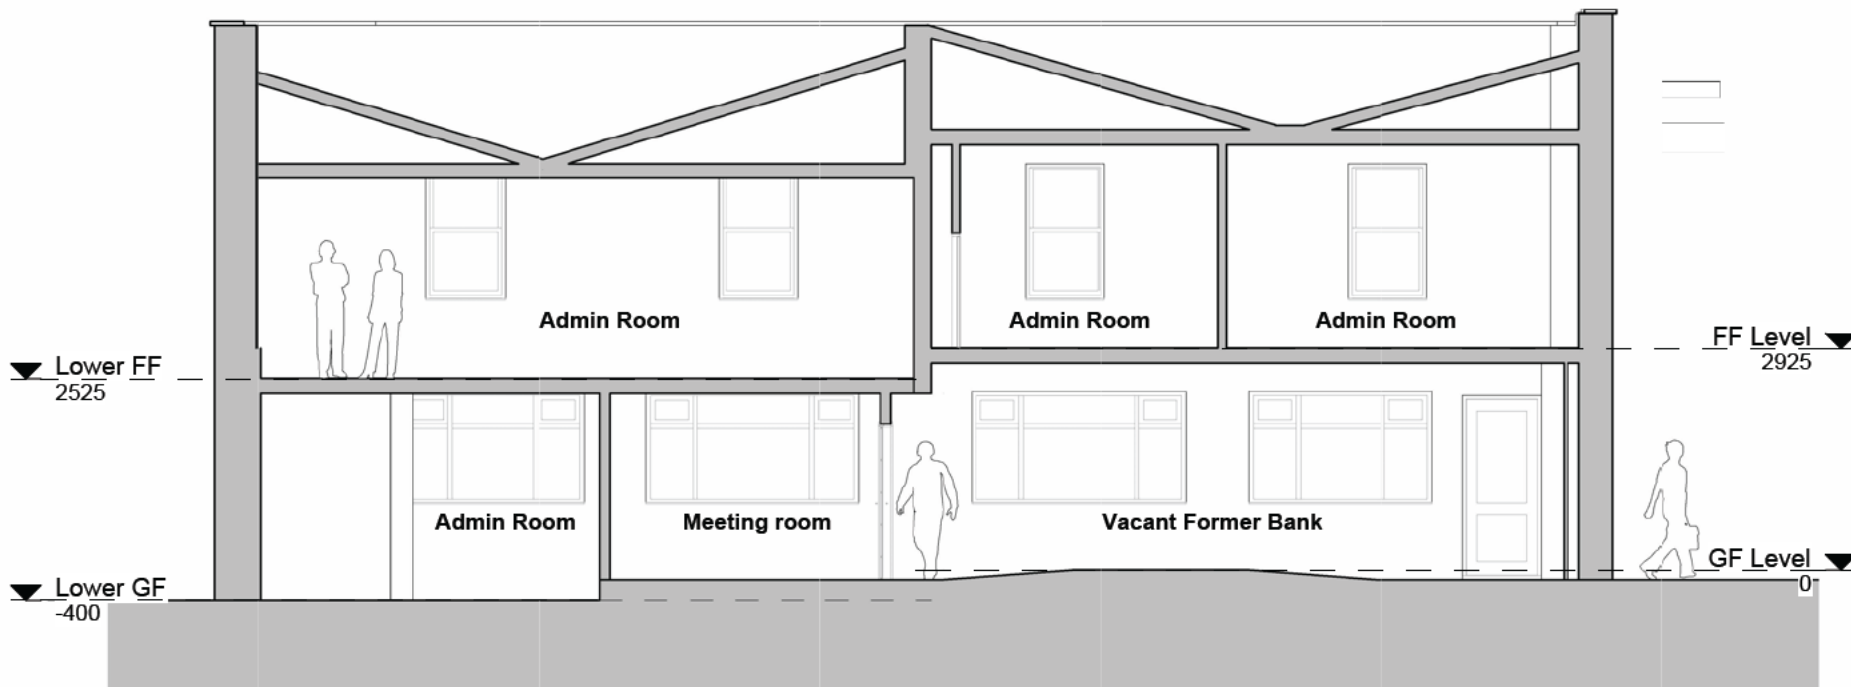 Admin Room
Admin Room
Admin Room
Lower FF
2525
FF Level
2925
Admin Room
Meeting room
Vacant Former Bank
Lower GF
-400
GF Level
0